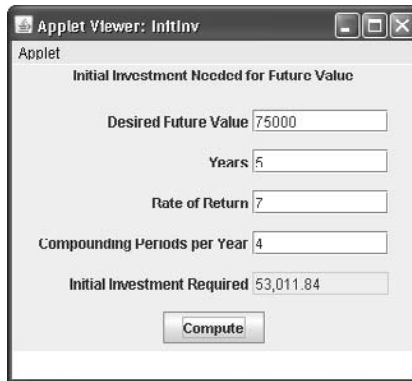 Applet Viewer: InitInv
Applet
Initial Investment Needed for Future Value
Desired Future Value 75000
Years 5
Rate of Return 7
Compounding Periods per Year 4
Initial Investment Required 53,011.84
Compute